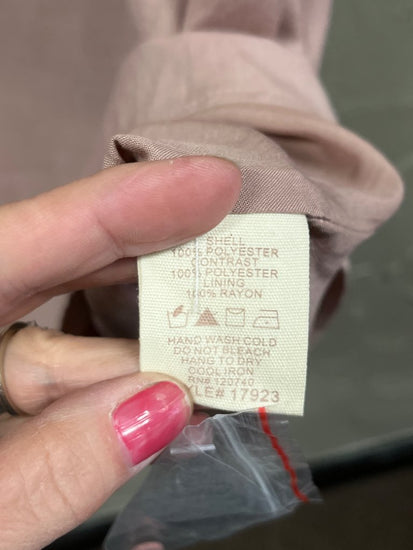 SHELL
100% POLYESTER
CONTRAST
100% POLYESTER
LINING
100% RAYON
HAND WASH COLD
DO NOT BLEACH
HANG TO DRY
COOL IRON
RN# 120740
STYLE# 17923